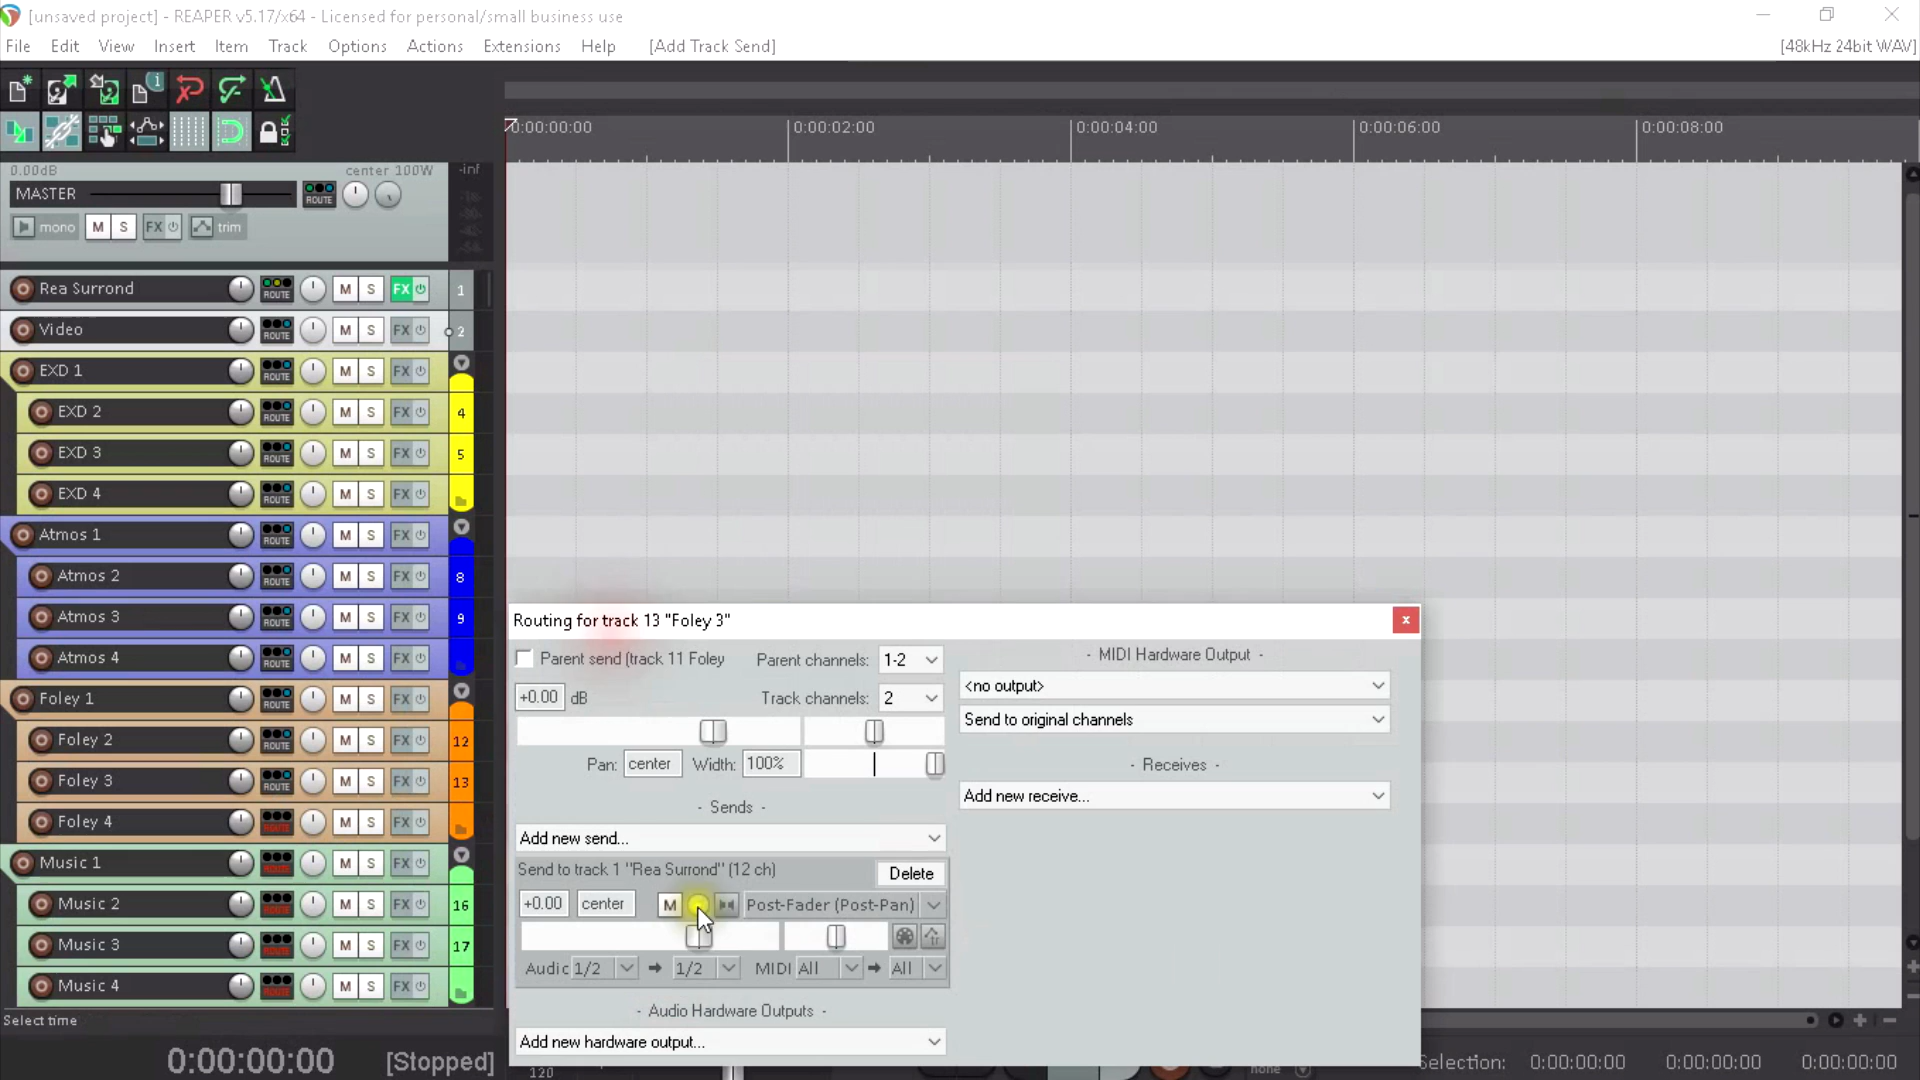 [unsaved project] - REAPER v5.17/x64 - Licensed for personal/small business use
File Edit View Insert Item Track Options Actions Extensions Help [Add Track Send] [48kHz 24bit WAV]
0:00:00:00 0:00:02:00 0:00:04:00 0:00:06:00 0:00:08:00
0.00dB center 100W -inf
MASTER ROUTE
mono M S FX trim
Rea Surrond ROUTE M S FX 1
Video ROUTE M S FX 2
EXD 1 ROUTE M S FX
EXD 2 ROUTE M S FX 4
EXD 3 ROUTE M S FX 5
EXD 4 ROUTE M S FX
Atmos 1 ROUTE M S FX
Atmos 2 ROUTE M S FX 8
Atmos 3 ROUTE M S FX 9
Atmos 4 ROUTE M S FX
Foley 1 ROUTE M S FX
Foley 2 ROUTE M S FX 12
Foley 3 ROUTE M S FX 13
Foley 4 ROUTE M S FX
Music 1 ROUTE M S FX
Music 2 ROUTE M S FX 16
Music 3 ROUTE M S FX 17
Music 4 ROUTE M S FX
Routing for track 13 "Foley 3" x
Parent send (track 11 Foley Parent channels: 1-2
+0.00 dB Track channels: 2
Pan: center Width: 100%
- Sends -
Add new send...
Send to track 1 "Rea Surrond" (12 ch) Delete
+0.00 center M Post-Fader (Post-Pan)
Audic 1/2 1/2 MIDI All All
- Audio Hardware Outputs -
Add new hardware output...
- MIDI Hardware Output -
<no output>
Send to original channels
- Receives -
Add new receive...
Select time
0:00:00:00 [Stopped] 120 none Selection: 0:00:00:00 0:00:00:00 0:00:00:00